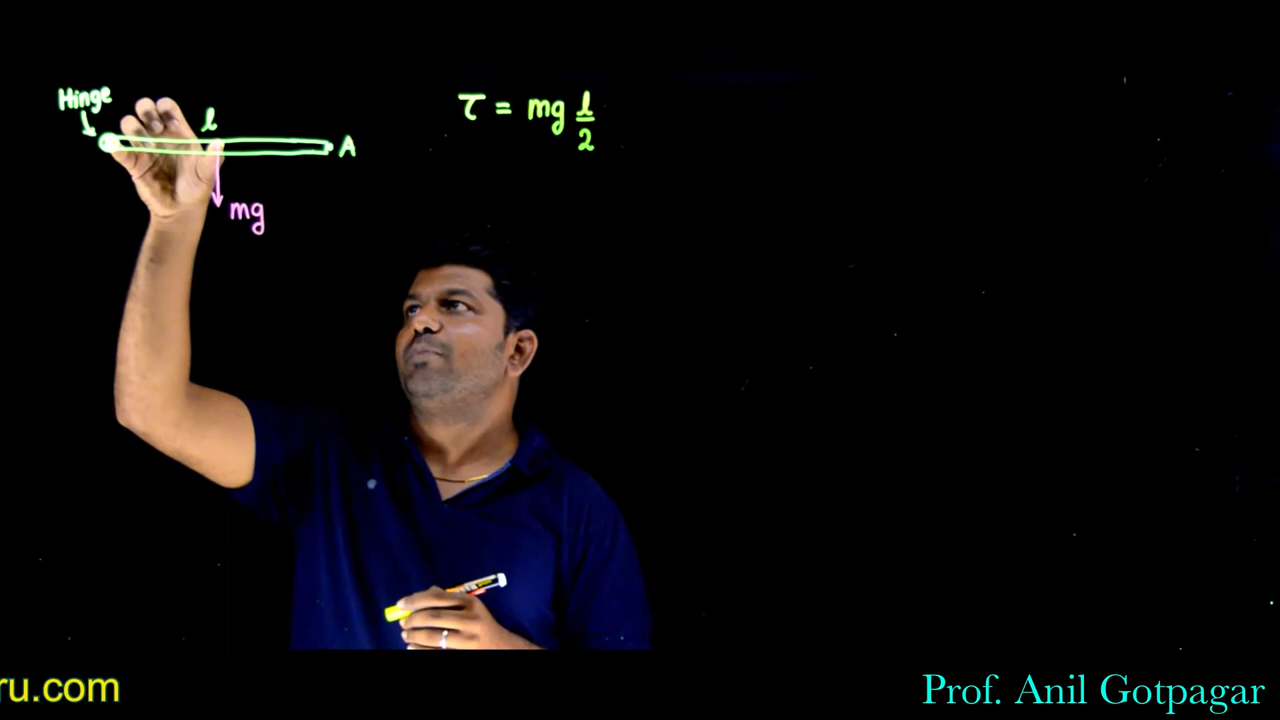 Hinge
l
A
mg
τ = mg l/2
ru.com
Prof. Anil Gotpagar